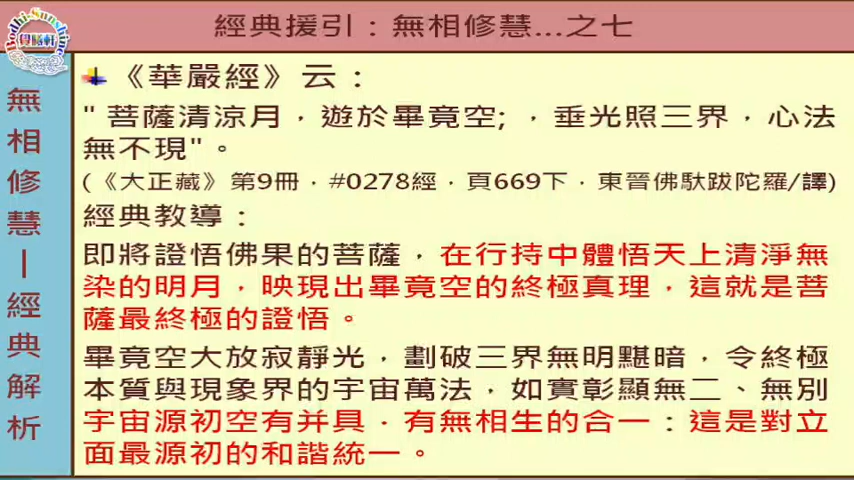 Bodhi-Sunshine
覺曦軒
經典援引：無相修慧...之七
無相修慧—經典解析
《華嚴經》云：
" 菩薩清涼月，遊於畢竟空; ，垂光照三界，心法
無不現"。
(《大正藏》第9冊，#0278經，頁669下，東晉佛馱跋陀羅/譯)
經典教導：
即將證悟佛果的菩薩，在行持中體悟天上清淨無
染的明月，映現出畢竟空的終極真理，這就是菩
薩最終極的證悟。
畢竟空大放寂靜光，劃破三界無明黮暗，令終極
本質與現象界的宇宙萬法，如實彰顯無二、無別
宇宙源初空有并具，有無相生的合一：這是對立
面最源初的和諧統一。